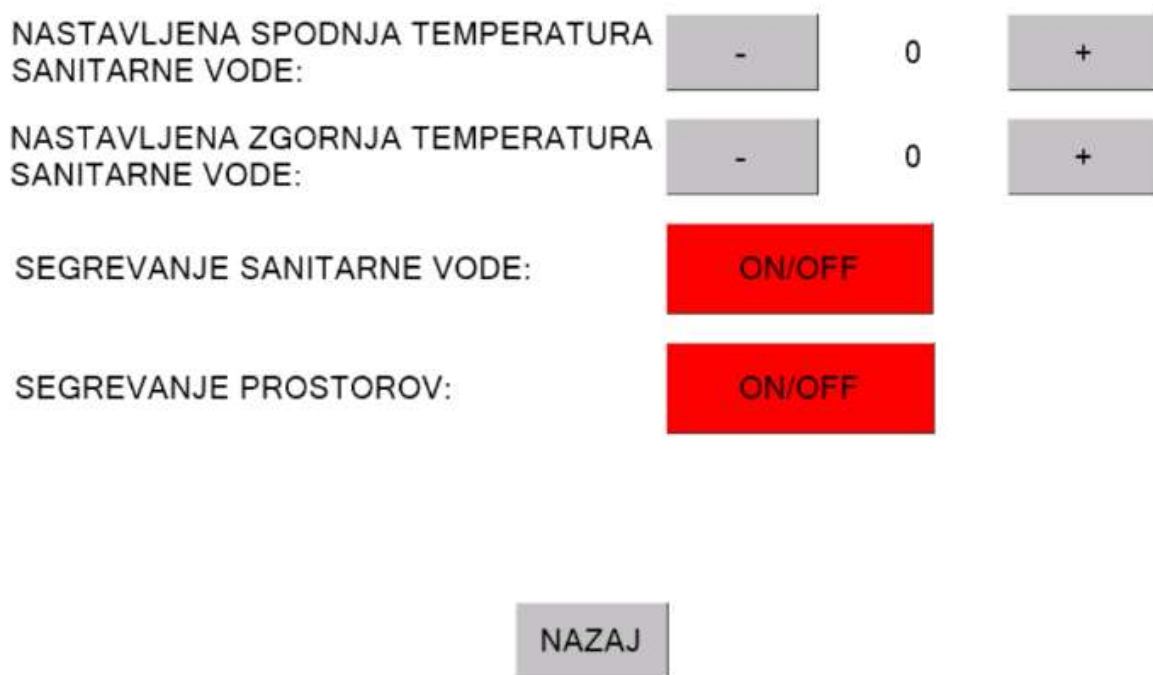 NASTAVLJENA SPODNJA TEMPERATURA
SANITARNE VODE:
- 0 +
NASTAVLJENA ZGORNJA TEMPERATURA
SANITARNE VODE:
- 0 +
SEGREVANJE SANITARNE VODE: ON/OFF
SEGREVANJE PROSTOROV: ON/OFF
NAZAJ